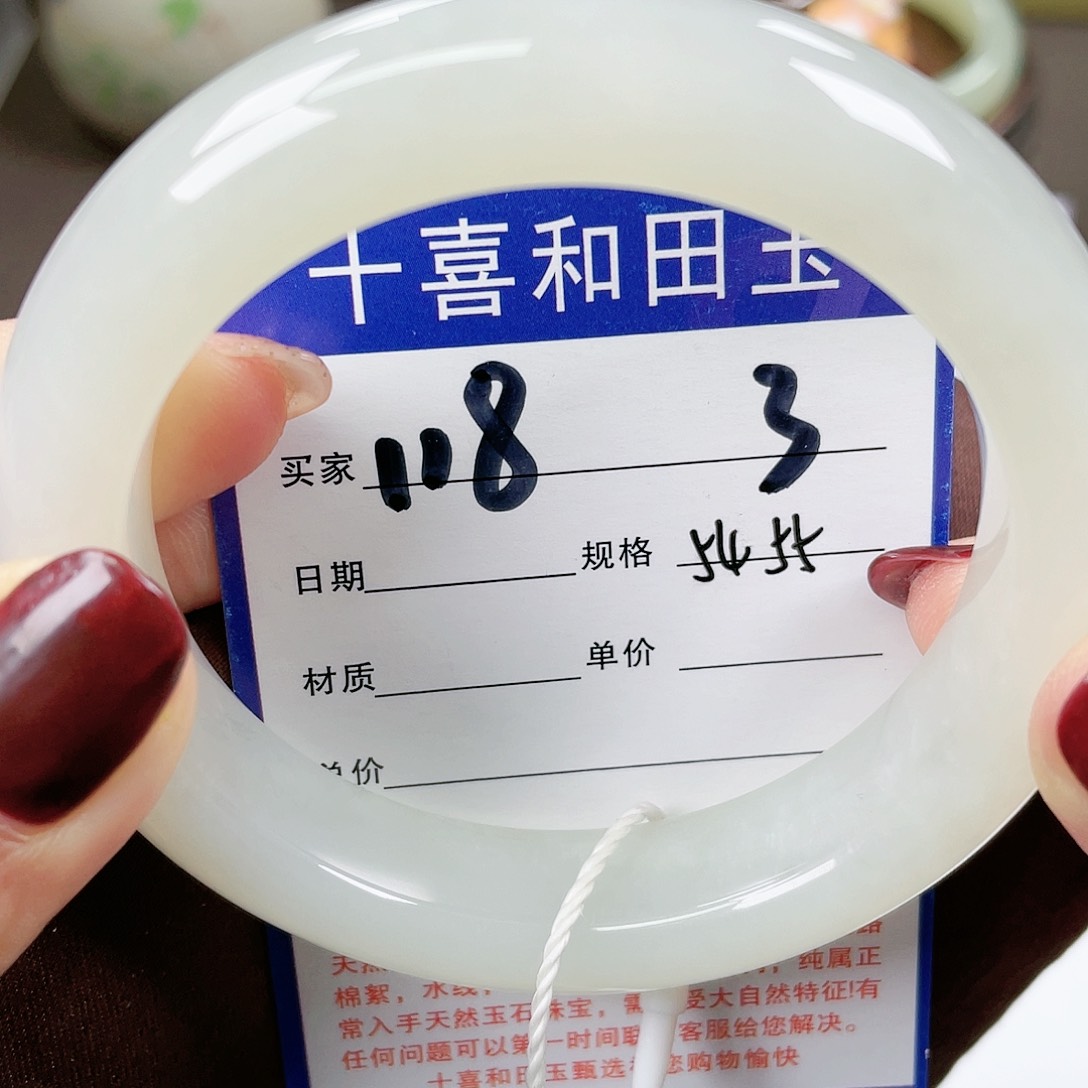 十喜和田玉
买家 118 3
日期 规格 5455
材质 单价
单价
天然 ，纯属正
棉絮，水线， 受大自然特征!有
常入手天然玉石珠宝，
任何问题可以第一时间联 客服给您解决。
十喜和田玉甄选 您购物愉快